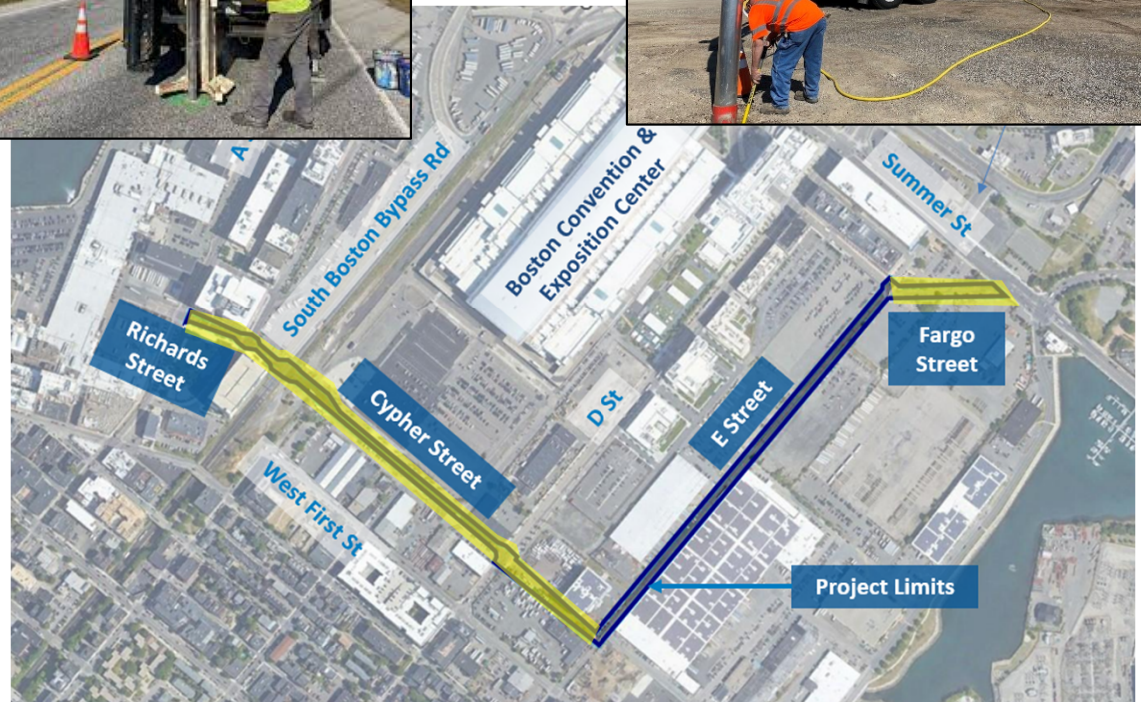 A
South Boston Bypass Rd
Boston Convention &
Exposition Center
Summer St
Richards
Street
Cypher Street
D St
E Street
Fargo
Street
West First St
Project Limits